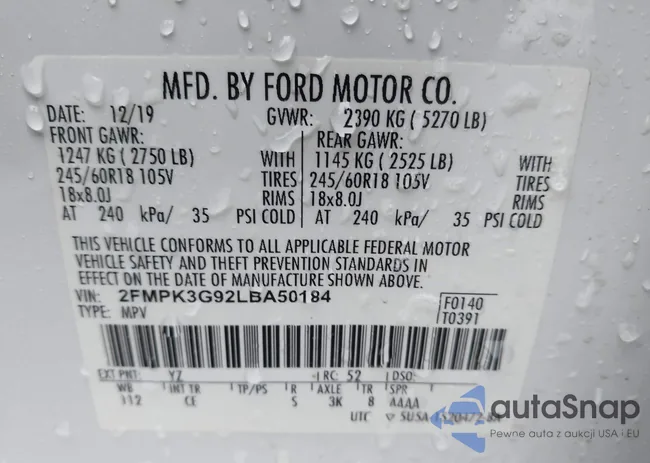 MFD. BY FORD MOTOR CO.
DATE: 12/19 GVWR: 2390 KG ( 5270 LB)
FRONT GAWR: REAR GAWR:
1247 KG ( 2750 LB) WITH 1145 KG ( 2525 LB) WITH
245/60R18 105V TIRES 245/60R18 105V TIRES
18x8.0J RIMS 18x8.0J RIMS
AT 240 kPa/ 35 PSI COLD AT 240 kPa/ 35 PSI COLD
THIS VEHICLE CONFORMS TO ALL APPLICABLE FEDERAL MOTOR
VEHICLE SAFETY AND THEFT PREVENTION STANDARDS IN
EFFECT ON THE DATE OF MANUFACTURE SHOWN ABOVE.
VIN: 2FMPK3G92LBA50184 F0140
TYPE: MPV T0391
EXT PNT: YZ RC: 52 DSO:
WB INT TR TP/PS R AXLE TR SPR
112 CE 5 3K 8 AAAA
UTC
autaSnap
Pewne auta z aukcji USA i EU